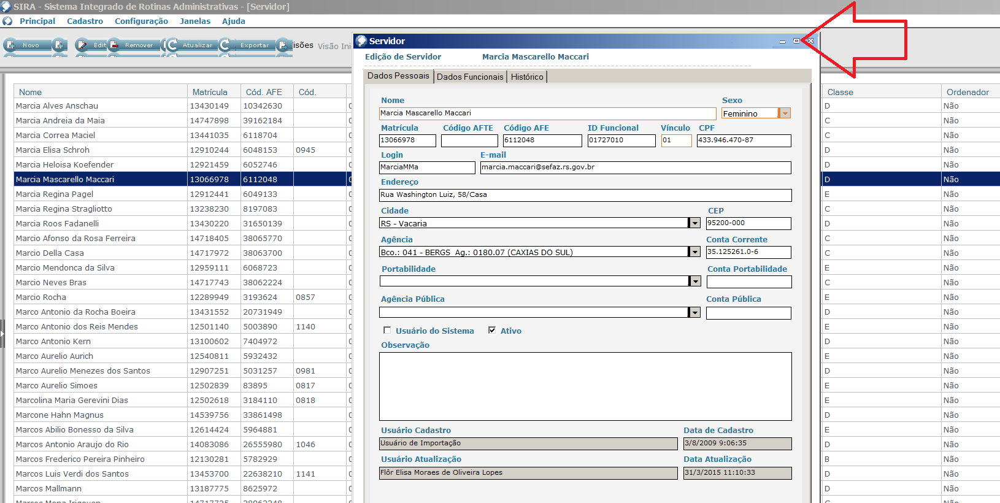 SIRA - Sistema Integrado de Rotinas Administrativas - [Servidor]
Principal Cadastro Configuração Janelas Ajuda
Novo Edit Remover Atualizar Exportar isões Visão Ini
Servidor
Edição de Servidor Marcia Mascarello Maccari
Dados Pessoais Dados Funcionais Histórico
Nome Sexo
Marcia Mascarello Maccari Feminino
Matrícula Código AFTE Código AFE ID Funcional Vínculo CPF
13066978 6112048 01727010 01 433.946.470-87
Login E-mail
MarciaMMa marcia.maccari@sefaz.rs.gov.br
Endereço
Rua Washington Luiz, 58/Casa
Cidade CEP
RS - Vacaria 95200-000
Agência Conta Corrente
Bco.: 041 - BERGS Ag.: 0180.07 (CAXIAS DO SUL) 35.125261.0-6
Portabilidade Conta Portabilidade
Agência Pública Conta Pública
Usuário do Sistema Ativo
Observação
Usuário Cadastro Data de Cadastro
Usuário de Importação 3/8/2009 9:06:35
Usuário Atualização Data Atualização
Flôr Elisa Moraes de Oliveira Lopes 31/3/2015 11:10:33
Nome Matrícula Cód. AFE Cód. Classe Ordenador
Marcia Alves Anschau 13430149 10342630 D Não
Marcia Andreia da Maia 14747898 39162184 C Não
Marcia Correa Maciel 13441035 6118704 C Não
Marcia Elisa Schroh 12910244 6048153 0945 D Não
Marcia Heloisa Koefender 12921459 6052746 D Não
Marcia Mascarello Maccari 13066978 6112048 D Não
Marcia Regina Pagel 12912441 6049133 E Não
Marcia Regina Stragliotto 13238230 8197083 C Não
Marcia Roos Fadanelli 13430220 31650139 D Não
Marcio Afonso da Rosa Ferreira 14718405 38065770 C Não
Marcio Della Casa 14717972 38063700 C Não
Marcio Mendonca da Silva 12959111 6068723 E Não
Marcio Neves Bras 14717743 38062224 C Não
Marcio Rocha 12289949 3193624 0857 E Não
Marco Antonio da Rocha Boeira 13431552 20731949 D Não
Marco Antonio dos Reis Mendes 12501140 5003890 1140 E Não
Marco Antonio Kern 13100602 7404972 D Não
Marco Aurelio Aurich 12540811 5932432 E Não
Marco Aurelio Menezes dos Santos 12907251 5031257 0981 D Não
Marco Aurelio Simoes 12502839 83895 0817 E Não
Marcolina Maria Gerevini Dias 12502618 3184110 0818 E Não
Marcone Hahn Magnus 14539756 33861498 D Não
Marcos Abilio Bonesso da Silva 12614424 5964881 E Não
Marcos Antonio Araujo do Rio 14083086 26555980 1046 D Não
Marcos Frederico Pereira Pinheiro 12130281 5782929 B Não
Marcos Luis Verdi dos Santos 13453700 22638210 1141 D Não
Marcos Mallmann 13187775 8625972 D Não